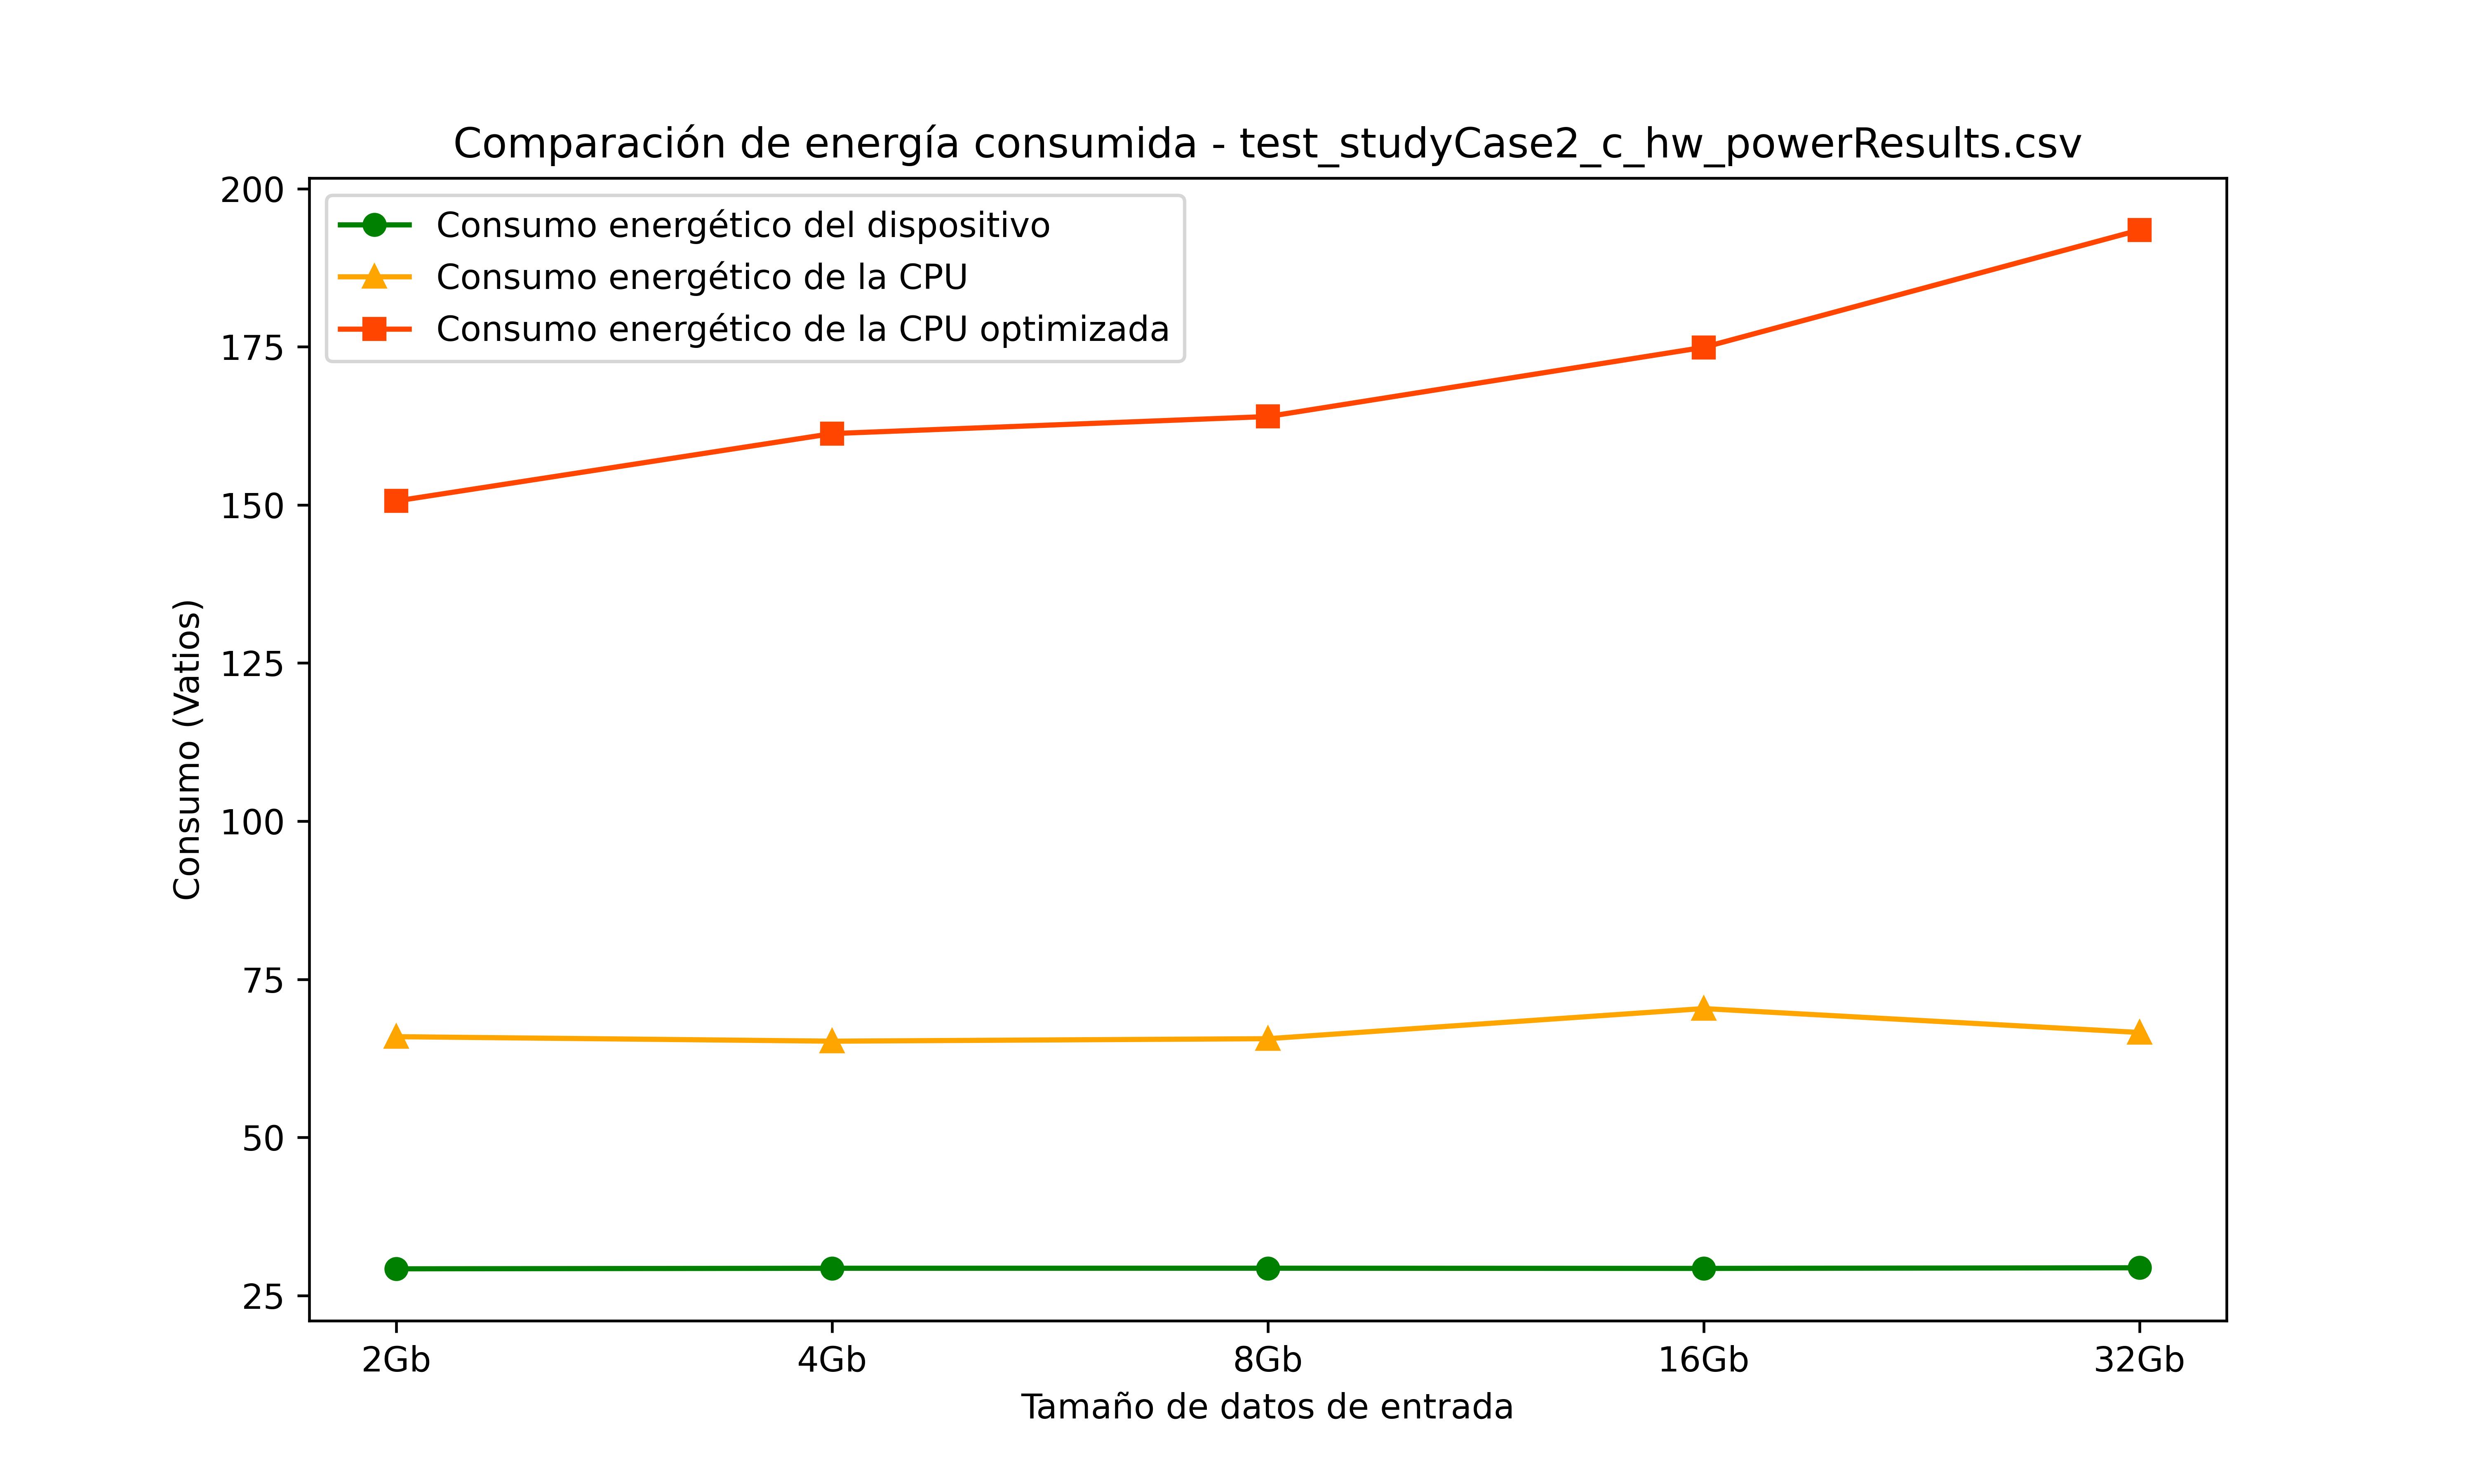 Comparación de energía consumida - test_studyCase2_c_hw_powerResults.csv
Consumo energético del dispositivo
Consumo energético de la CPU
Consumo energético de la CPU optimizada
Consumo (Vatios)
200
175
150
125
100
75
50
25
2Gb 4Gb 8Gb 16Gb 32Gb
Tamaño de datos de entrada